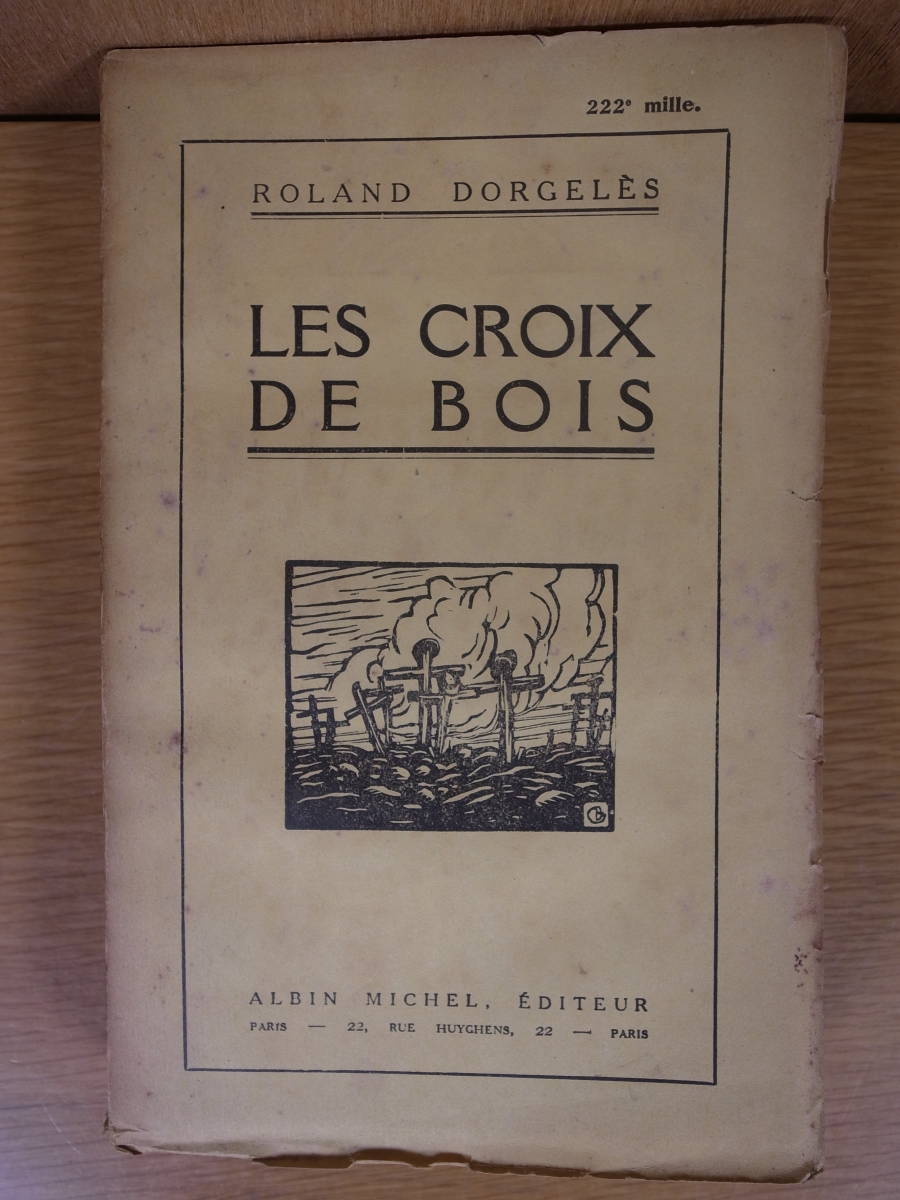 222e mille.
ROLAND DORGELÈS
LES CROIX
DE BOIS
ALBIN MICHEL, ÉDITEUR
PARIS — 22, RUE HUYGHENS, 22 — PARIS